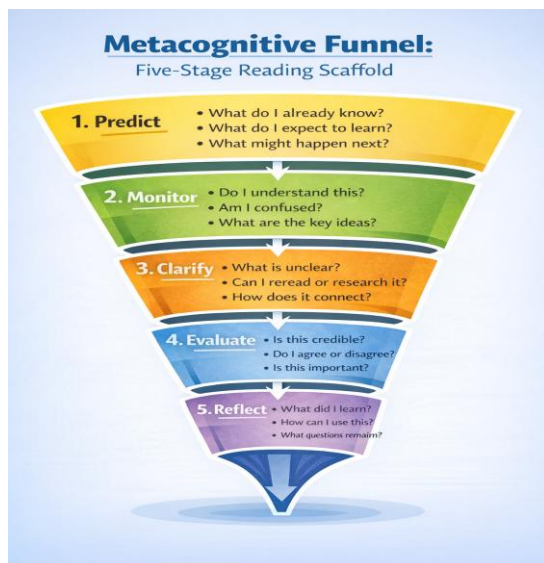 Metacognitive Funnel:
Five-Stage Reading Scaffold
1. Predict
• What do I already know?
• What do I expect to learn?
• What might happen next?
2. Monitor
• Do I understand this?
• Am I confused?
• What are the key ideas?
3. Clarify
• What is unclear?
• Can I reread or research it?
• How does it connect?
4. Evaluate
• Is this credible?
• Do I agree or disagree?
• Is this important?
5. Reflect
• What did I learn?
• How can I use this?
• What questions remaim?